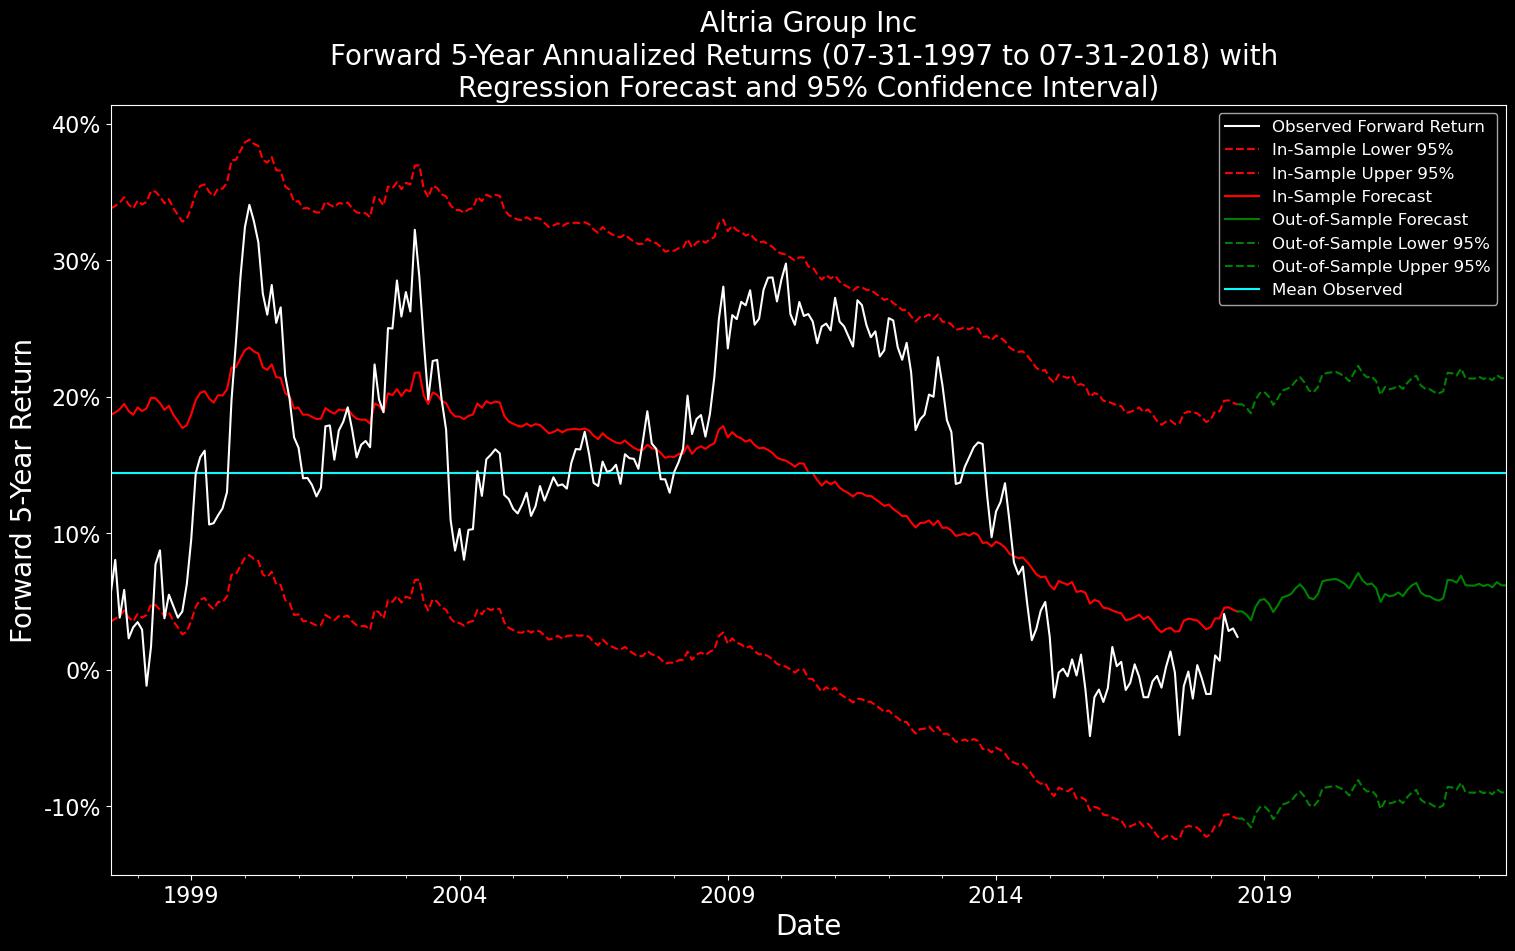 Altria Group Inc
Forward 5-Year Annualized Returns (07-31-1997 to 07-31-2018) with
Regression Forecast and 95% Confidence Interval)
Forward 5-Year Return
40%
30%
20%
10%
0%
-10%
Observed Forward Return
In-Sample Lower 95%
In-Sample Upper 95%
In-Sample Forecast
Out-of-Sample Forecast
Out-of-Sample Lower 95%
Out-of-Sample Upper 95%
Mean Observed
1999
2004
2009
2014
2019
Date